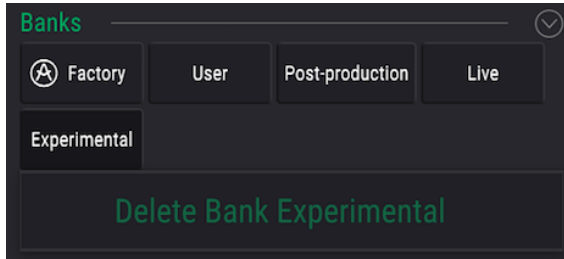 Banks
Factory User Post-production Live
Experimental
Delete Bank Experimental